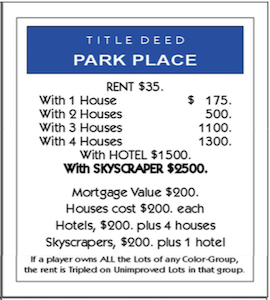 TITLE DEED
PARK PLACE
RENT $35.
With 1 House $ 175.
With 2 Houses 500.
With 3 Houses 1100.
With 4 Houses 1300.
With HOTEL $1500.
With SKYSCRAPER $2500.
Mortgage Value $200.
Houses cost $200. each
Hotels, $200. plus 4 houses
Skyscrapers, $200. plus 1 hotel
If a player owns ALL the Lots of any Color-Group,
the rent is Tripled on Unimproved Lots in that group.